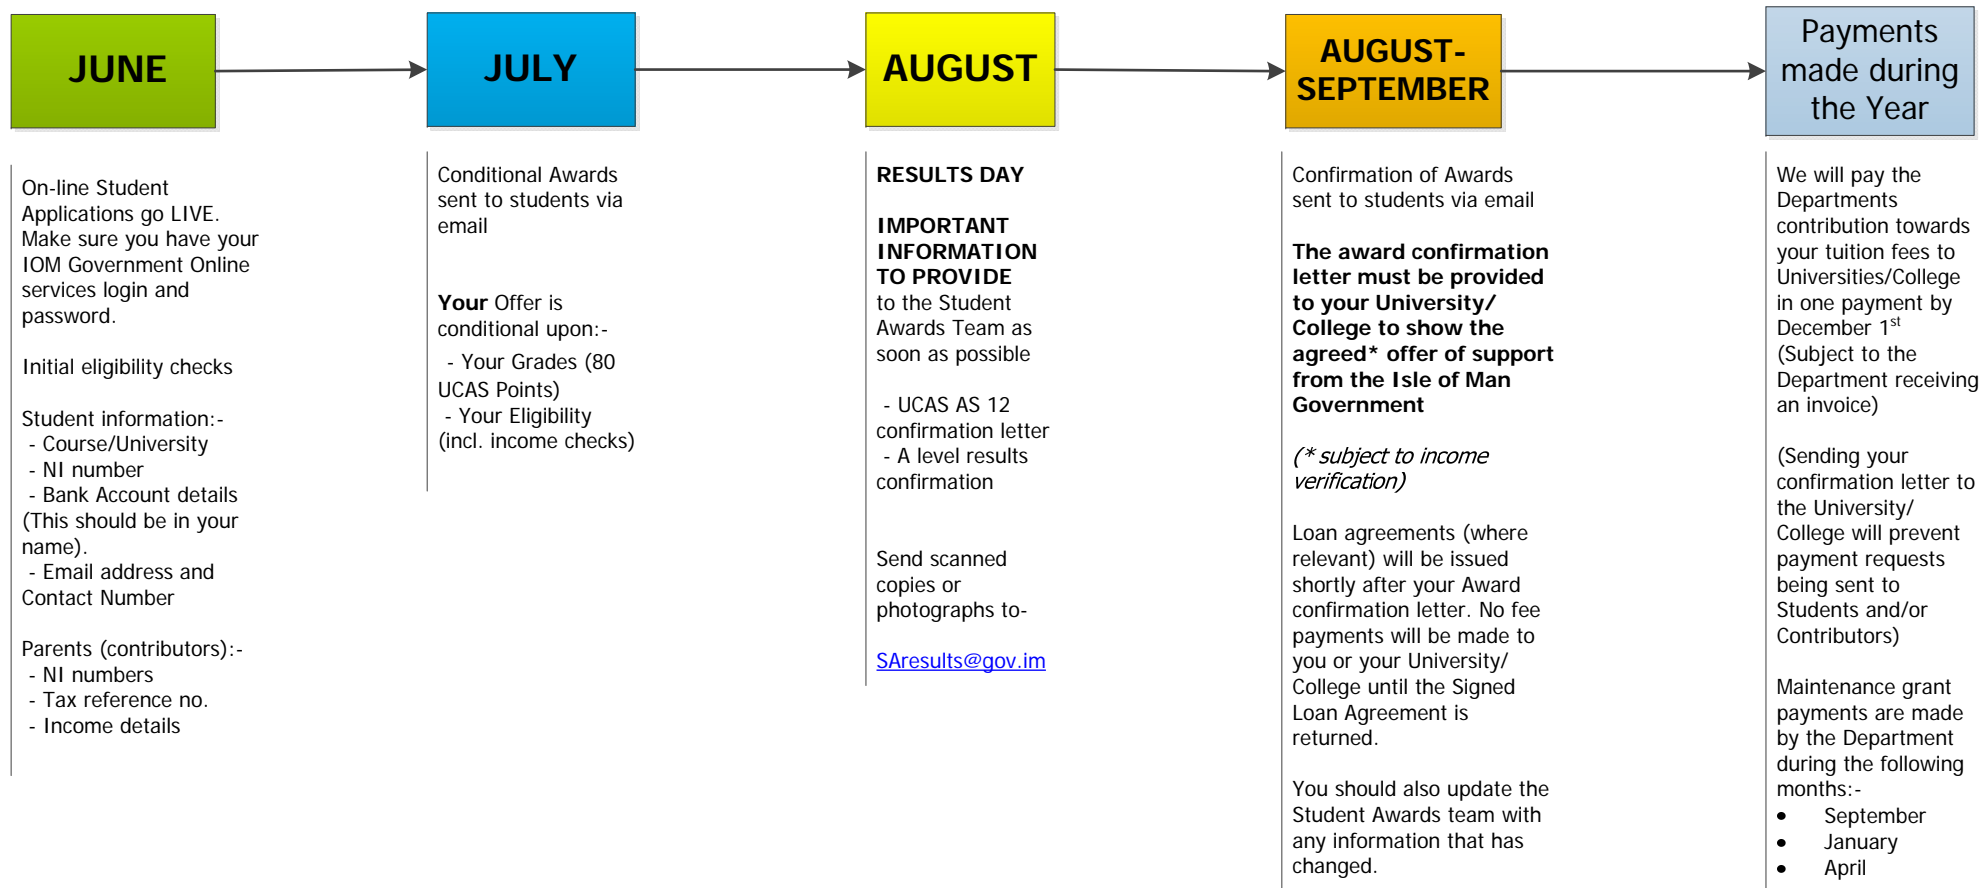 JUNE
On-line Student
Applications go LIVE.
Make sure you have your
IOM Government Online
services login and
password.
Initial eligibility checks
Student information:-
- Course/University
- NI number
- Bank Account details
(This should be in your
name).
- Email address and
Contact Number
Parents (contributors):-
- NI numbers
- Tax reference no.
- Income details
JULY
Conditional Awards
sent to students via
email
Your Offer is
conditional upon:-
- Your Grades (80
UCAS Points)
- Your Eligibility
(incl. income checks)
AUGUST
RESULTS DAY
IMPORTANT
INFORMATION
TO PROVIDE
to the Student
Awards Team as
soon as possible
- UCAS AS 12
confirmation letter
- A level results
confirmation
Send scanned
copies or
photographs to-
SAresults@gov.im
AUGUST-
SEPTEMBER
Confirmation of Awards
sent to students via email
The award confirmation
letter must be provided
to your University/
College to show the
agreed* offer of support
from the Isle of Man
Government
(* subject to income
verification)
Loan agreements (where
relevant) will be issued
shortly after your Award
confirmation letter. No fee
payments will be made to
you or your University/
College until the Signed
Loan Agreement is
returned.
You should also update the
Student Awards team with
any information that has
changed.
Payments
made during
the Year
We will pay the
Departments
contribution towards
your tuition fees to
Universities/College
in one payment by
December 1st
(Subject to the
Department receiving
an invoice)
(Sending your
confirmation letter to
the University/
College will prevent
payment requests
being sent to
Students and/or
Contributors)
Maintenance grant
payments are made
by the Department
during the following
months:-
• September
• January
• April